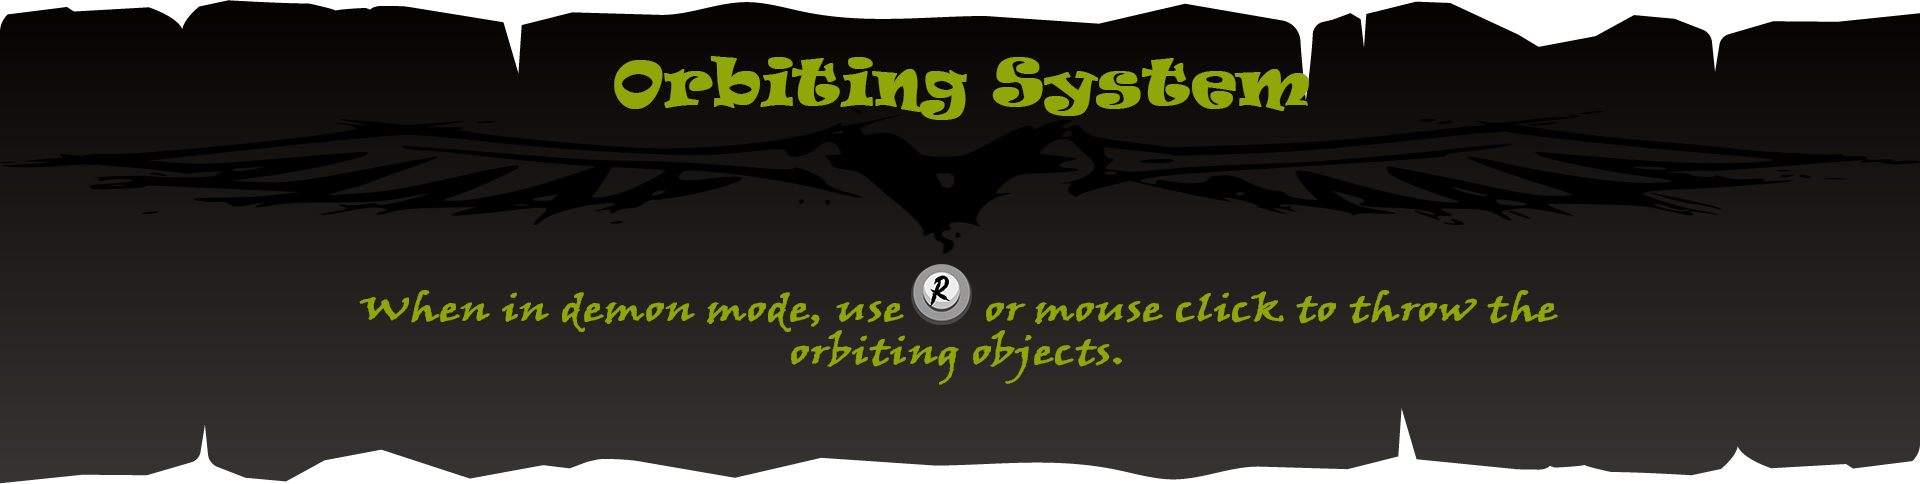 Orbiting System
When in demon mode, use R or mouse click to throw the
orbiting objects.